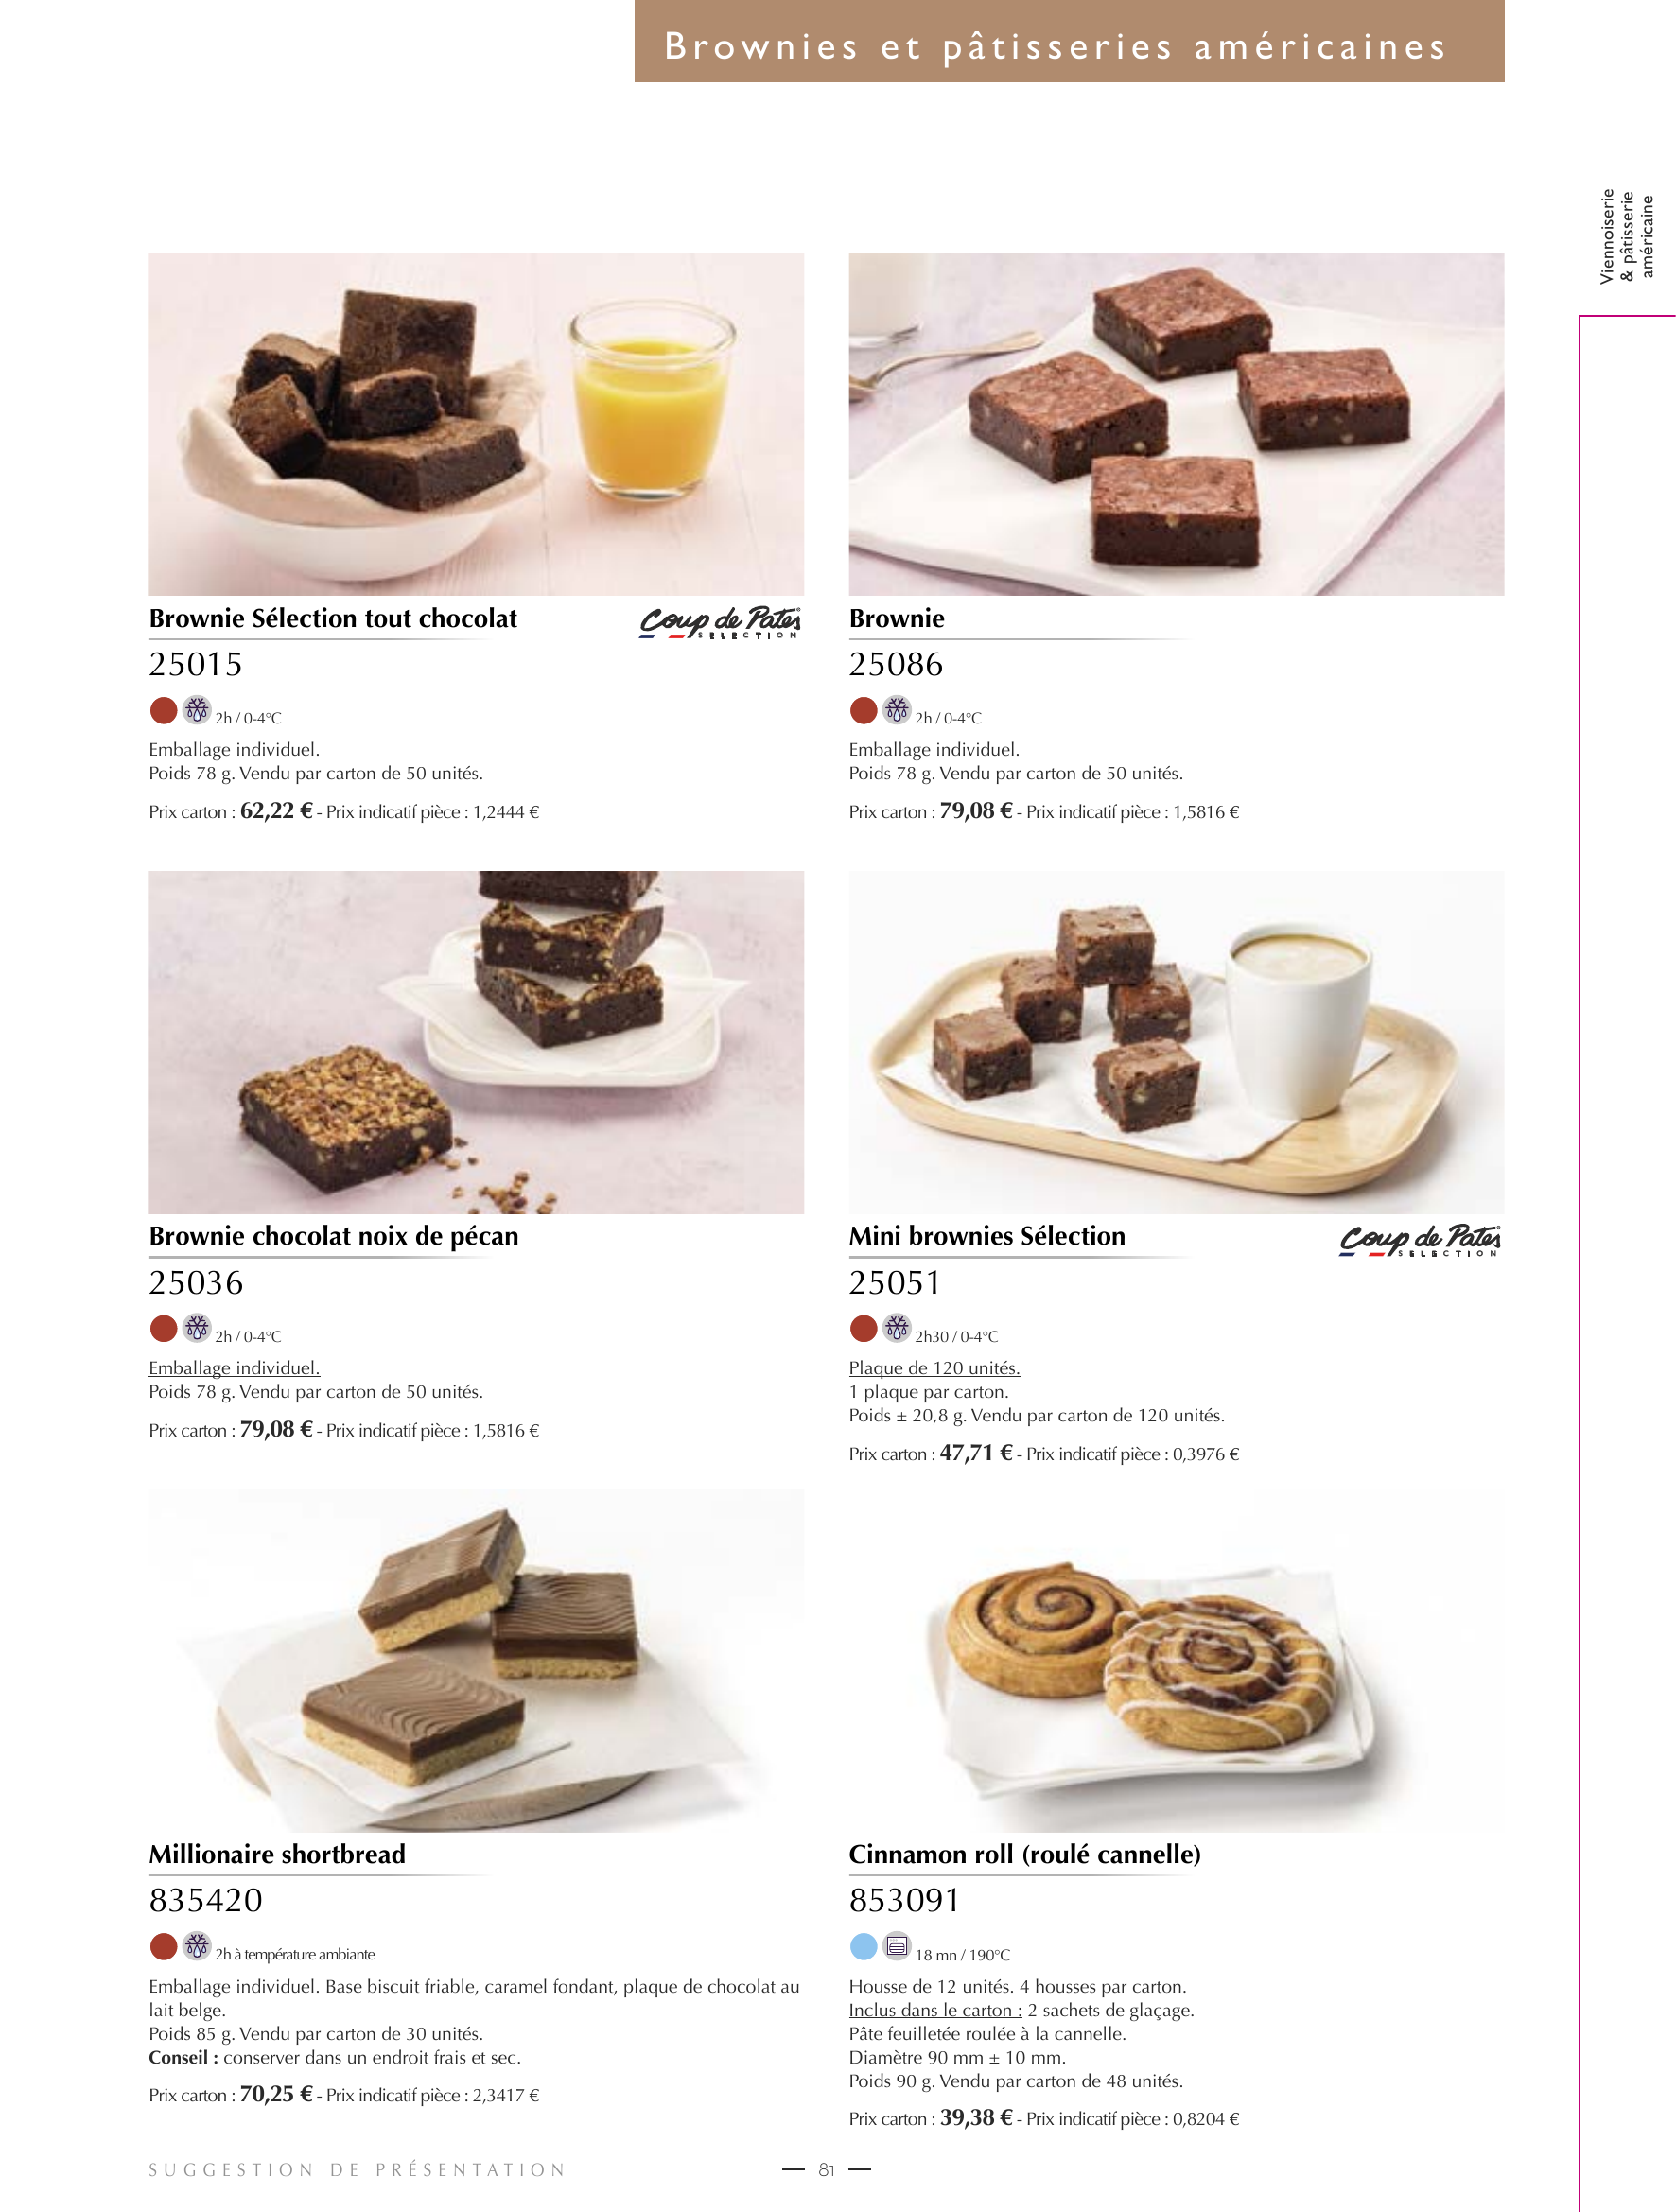 Brownies et pâtisseries américaines
Viennoiserie
& pâtisserie
américaine
Brownie Sélection tout chocolat
Coup de Pates
SELECTION
25015
2h / 0-4°C
Emballage individuel.
Poids 78 g. Vendu par carton de 50 unités.
Prix carton : 62,22 € - Prix indicatif pièce : 1,2444 €
Brownie
25086
2h / 0-4°C
Emballage individuel.
Poids 78 g. Vendu par carton de 50 unités.
Prix carton : 79,08 € - Prix indicatif pièce : 1,5816 €
Brownie chocolat noix de pécan
25036
2h / 0-4°C
Emballage individuel.
Poids 78 g. Vendu par carton de 50 unités.
Prix carton : 79,08 € - Prix indicatif pièce : 1,5816 €
Mini brownies Sélection
Coup de Pates
SELECTION
25051
2h30 / 0-4°C
Plaque de 120 unités.
1 plaque par carton.
Poids ± 20,8 g. Vendu par carton de 120 unités.
Prix carton : 47,71 € - Prix indicatif pièce : 0,3976 €
Millionaire shortbread
835420
2h à température ambiante
Emballage individuel. Base biscuit friable, caramel fondant, plaque de chocolat au
lait belge.
Poids 85 g. Vendu par carton de 30 unités.
Conseil : conserver dans un endroit frais et sec.
Prix carton : 70,25 € - Prix indicatif pièce : 2,3417 €
Cinnamon roll (roulé cannelle)
853091
18 mn / 190°C
Housse de 12 unités. 4 housses par carton.
Inclus dans le carton : 2 sachets de glaçage.
Pâte feuilletée roulée à la cannelle.
Diamètre 90 mm ± 10 mm.
Poids 90 g. Vendu par carton de 48 unités.
Prix carton : 39,38 € - Prix indicatif pièce : 0,8204 €
SUGGESTION DE PRÉSENTATION
81